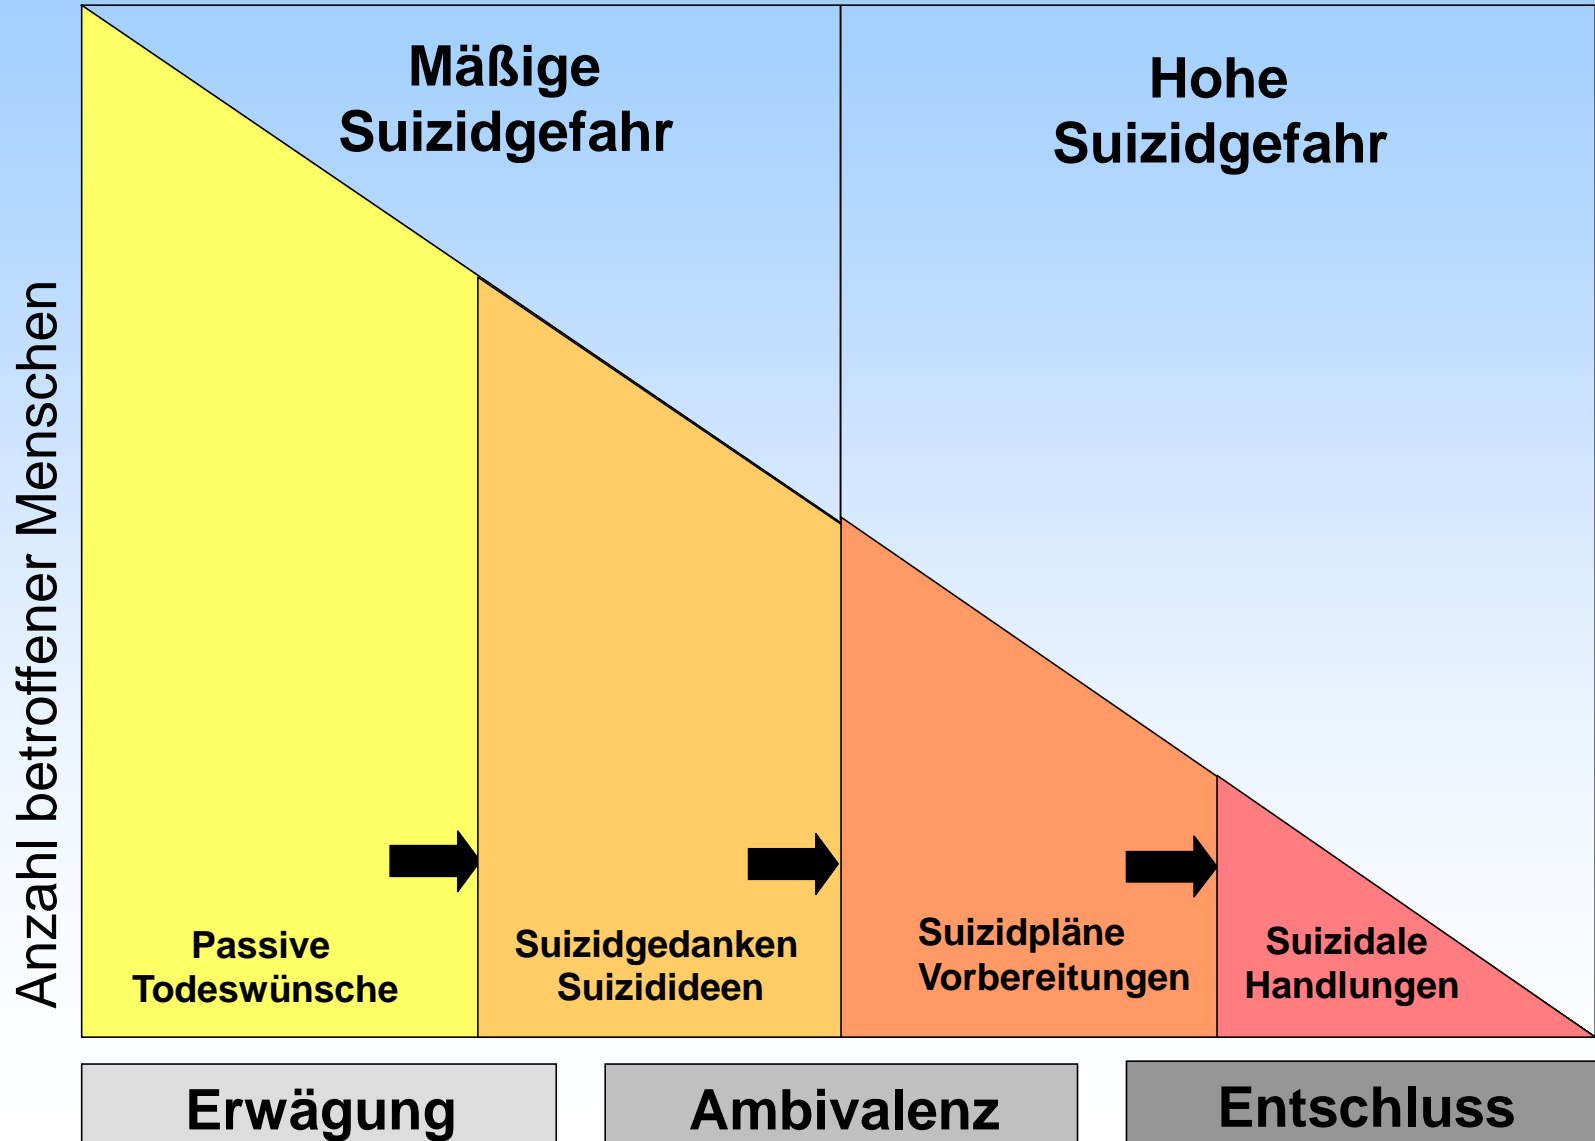 Mäßige
Suizidgefahr
Hohe
Suizidgefahr
Anzahl betroffener Menschen
Passive
Todeswünsche
Suizidgedanken
Suizidideen
Suizidpläne
Vorbereitungen
Suizidale
Handlungen
Erwägung
Ambivalenz
Entschluss